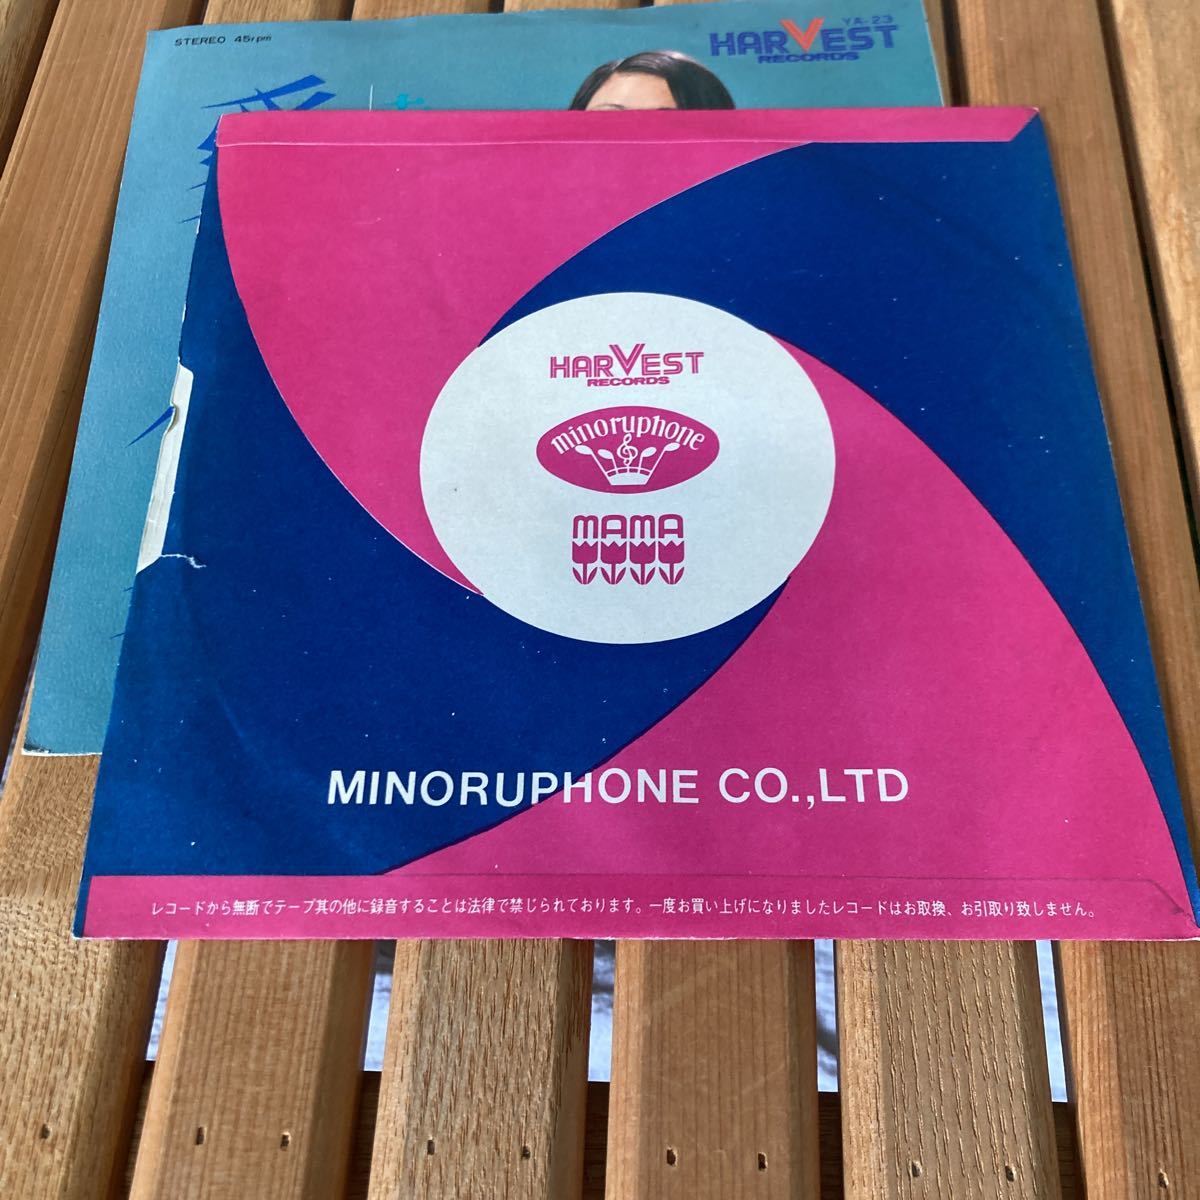 STEREO 45rpm
YA-23
HARVEST
RECORDS
HARVEST
RECORDS
minoruphone
MAMA
MINORUPHONE CO.,LTD
レコードから無断でテープ其の他に録音することは法律で禁じられております。一度お買い上げになりましたレコードはお取換、お引取り致しません。